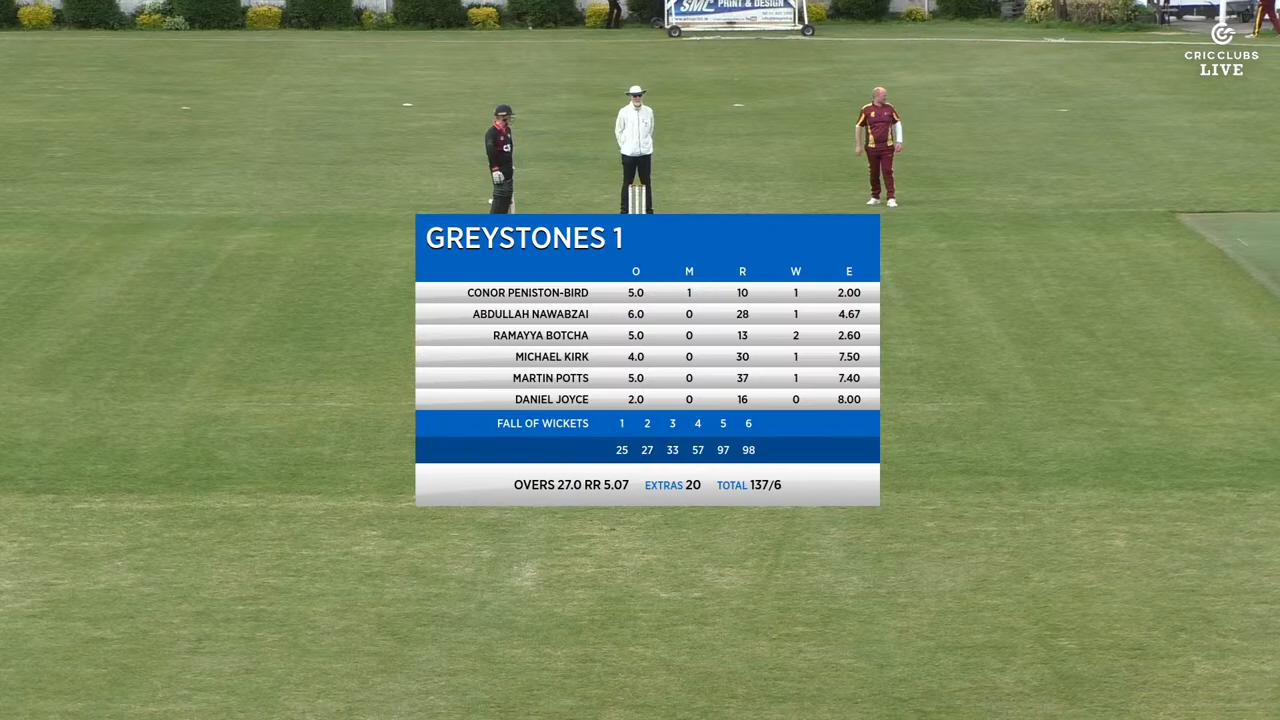 SMC PRINT & DESIGN
CRICCLUBS
LIVE
GREYSTONES 1
O M R W E
CONOR PENISTON-BIRD 5.0 1 10 1 2.00
ABDULLAH NAWABZAI 6.0 0 28 1 4.67
RAMAYYA BOTCHA 5.0 0 13 2 2.60
MICHAEL KIRK 4.0 0 30 1 7.50
MARTIN POTTS 5.0 0 37 1 7.40
DANIEL JOYCE 2.0 0 16 0 8.00
FALL OF WICKETS 1 2 3 4 5 6
25 27 33 57 97 98
OVERS 27.0 RR 5.07 EXTRAS 20 TOTAL 137/6